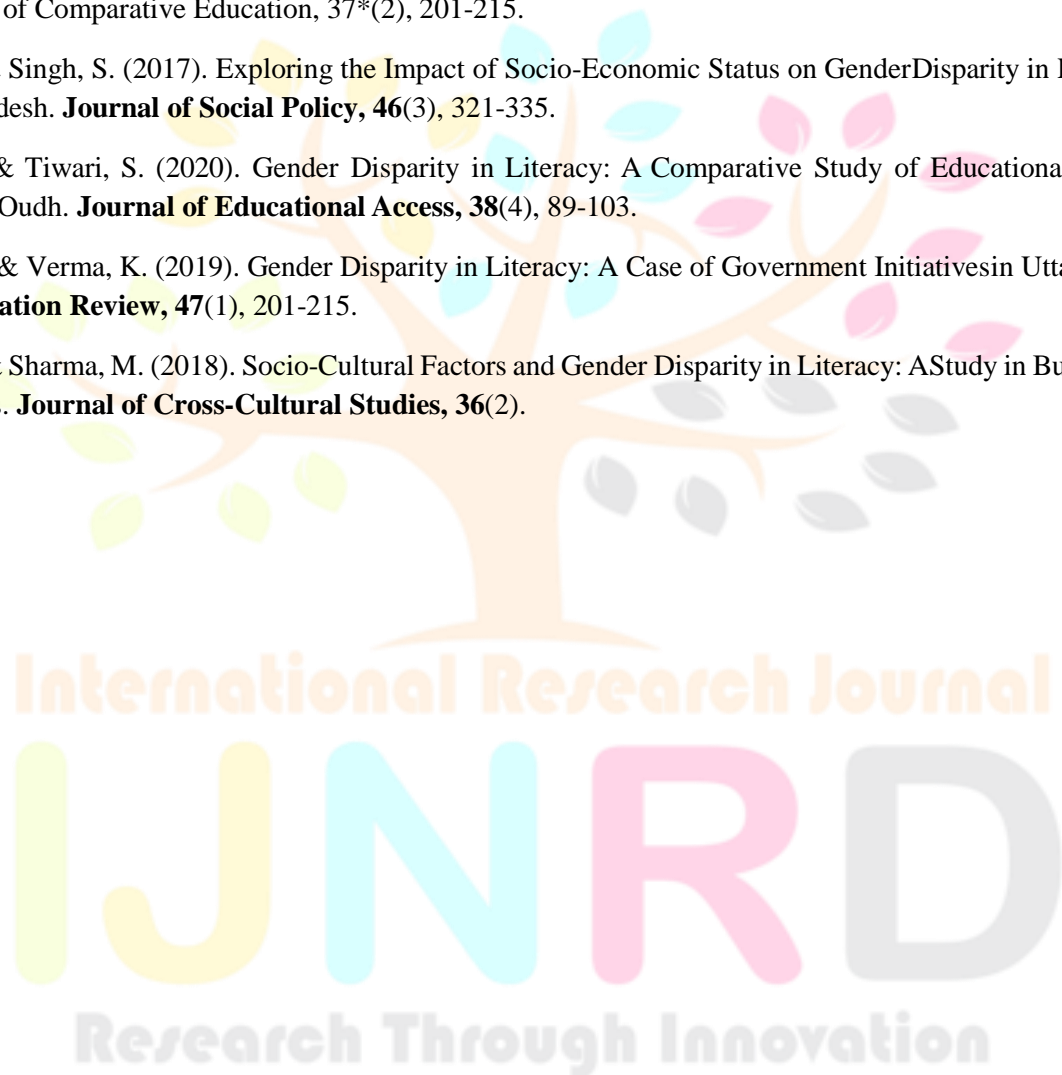 of Comparative Education, 37*(2), 201-215.
Singh, S. (2017). Exploring the Impact of Socio-Economic Status on GenderDisparity in
desh. Journal of Social Policy, 46(3), 321-335.
& Tiwari, S. (2020). Gender Disparity in Literacy: A Comparative Study of Educationa
Oudh. Journal of Educational Access, 38(4), 89-103.
& Verma, K. (2019). Gender Disparity in Literacy: A Case of Government Initiativesin Utta
ation Review, 47(1), 201-215.
Sharma, M. (2018). Socio-Cultural Factors and Gender Disparity in Literacy: AStudy in Bu
. Journal of Cross-Cultural Studies, 36(2).
International Research Journal
IJNRD
Research Through Innovation